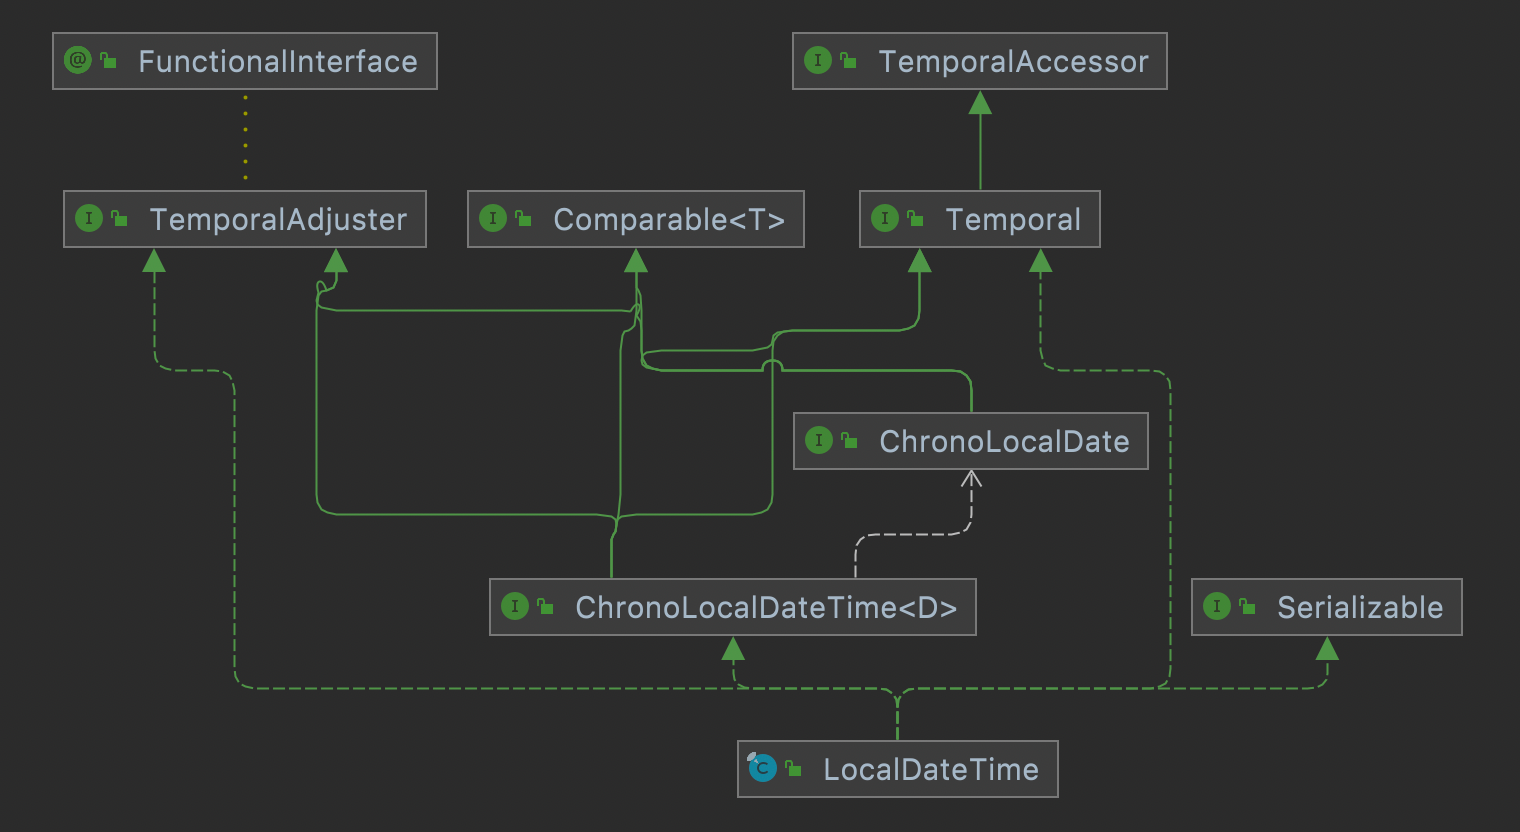 @ FunctionalInterface
I TemporalAccessor
I TemporalAdjuster
I Comparable<T>
I Temporal
I ChronoLocalDate
I ChronoLocalDateTime<D>
I Serializable
C LocalDateTime